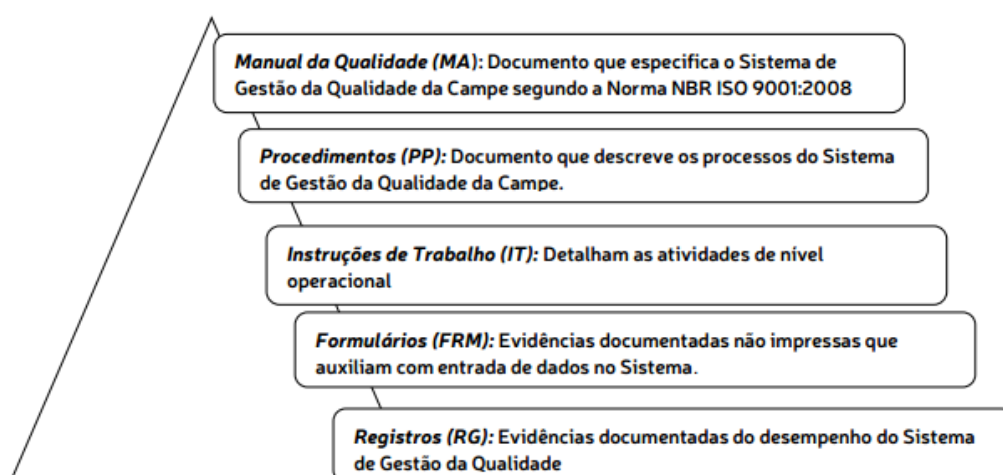 Manual da Qualidade (MA): Documento que especifica o Sistema de
Gestão da Qualidade da Campe segundo a Norma NBR ISO 9001:2008
Procedimentos (PP): Documento que descreve os processos do Sistema
de Gestão da Qualidade da Campe.
Instruções de Trabalho (IT): Detalham as atividades de nível
operacional
Formulários (FRM): Evidências documentadas não impressas que
auxiliam com entrada de dados no Sistema.
Registros (RG): Evidências documentadas do desempenho do Sistema
de Gestão da Qualidade